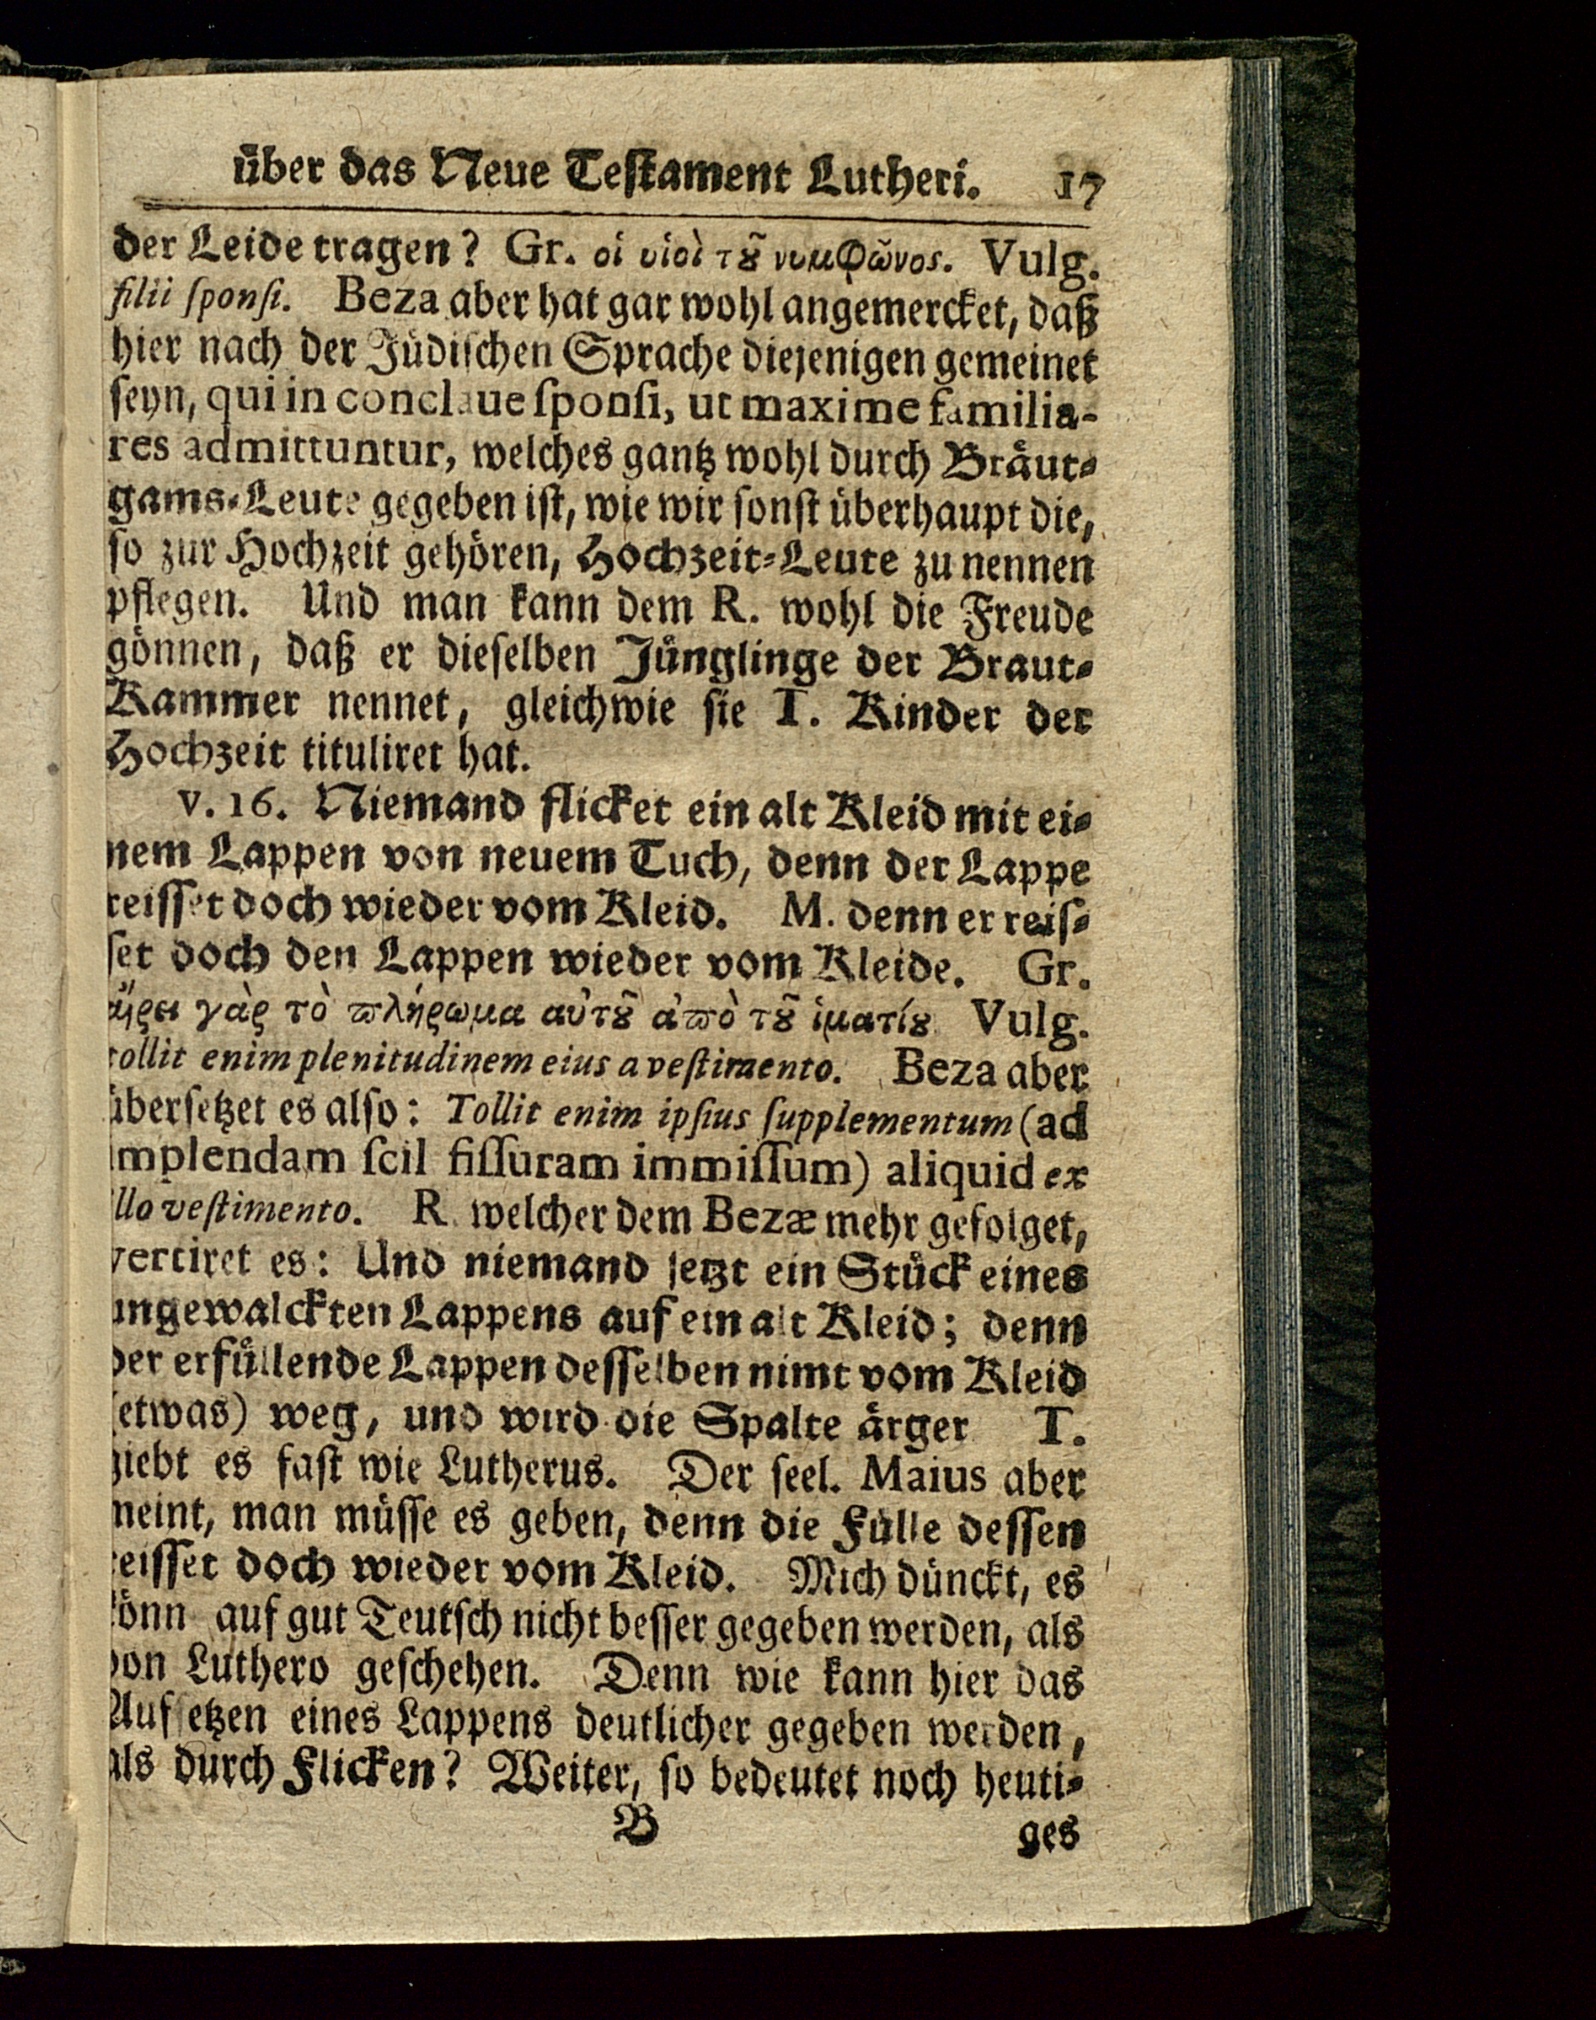 über das Neue Teſtament Lutheri. 17
der Leide tragen? Gr. οἱ υἱοὶ τȣ͂ νυμφῶνος. Vulg.
filii ſponſi. Beza aber hat gar wohl angemercket, daß
hier nach der Jüdiſchen Sprache diejenigen gemeinet
ſeyn, qui in conclaue ſponſi, ut maxime familia-
res admittuntur, welches gantz wohl durch Bräut-
gams-Leute gegeben iſt, wie wir ſonſt überhaupt die,
ſo zur Hochzeit gehören, Hochzeit-Leute zu nennen
pflegen. Und man kann dem R. wohl die Freude
gönnen, daß er dieſelben Jünglinge der Braut-
Kammer nennet, gleichwie ſie T. Kinder der
Hochzeit tituliret hat.
v. 16. Niemand flicket ein alt Kleid mit ei-
nem Lappen von neuem Tuch, denn der Lappe
reiſſet doch wieder vom Kleid. M. denn er reiſ-
ſet doch den Lappen wieder vom Kleide. Gr.
αἴρει γὰρ τὸ πλήρωμα αὐτȣ͂ ἀπὸ τȣ͂ ἱματίȣ. Vulg.
tollit enim plenitudinem eius a veſtimento. Beza aber
überſetzet es alſo: Tollit enim ipſius ſupplementum (ad
implendam ſcil fiſſuram immiſſum) aliquid ex
illo veſtimento. R. welcher dem Bezæ mehr gefolget,
vertiret es: Und niemand ſetzt ein Stück eines
ungewalckten Lappens auf ein alt Kleid; denn
der erfüllende Lappen deſſelben nimt vom Kleid
(etwas) weg, und wird die Spalte ärger T.
giebt es faſt wie Lutherus. Der ſeel. Maius aber
meint, man müſſe es geben, denn die Fülle deſſen
reiſſet doch wieder vom Kleid. Mich dünckt, es
könn auf gut Teutſch nicht beſſer gegeben werden, als
von Luthero geſchehen. Denn wie kann hier das
Aufſetzen eines Lappens deutlicher gegeben werden,
als durch Flicken? Weiter, ſo bedeutet noch heuti-
B ges